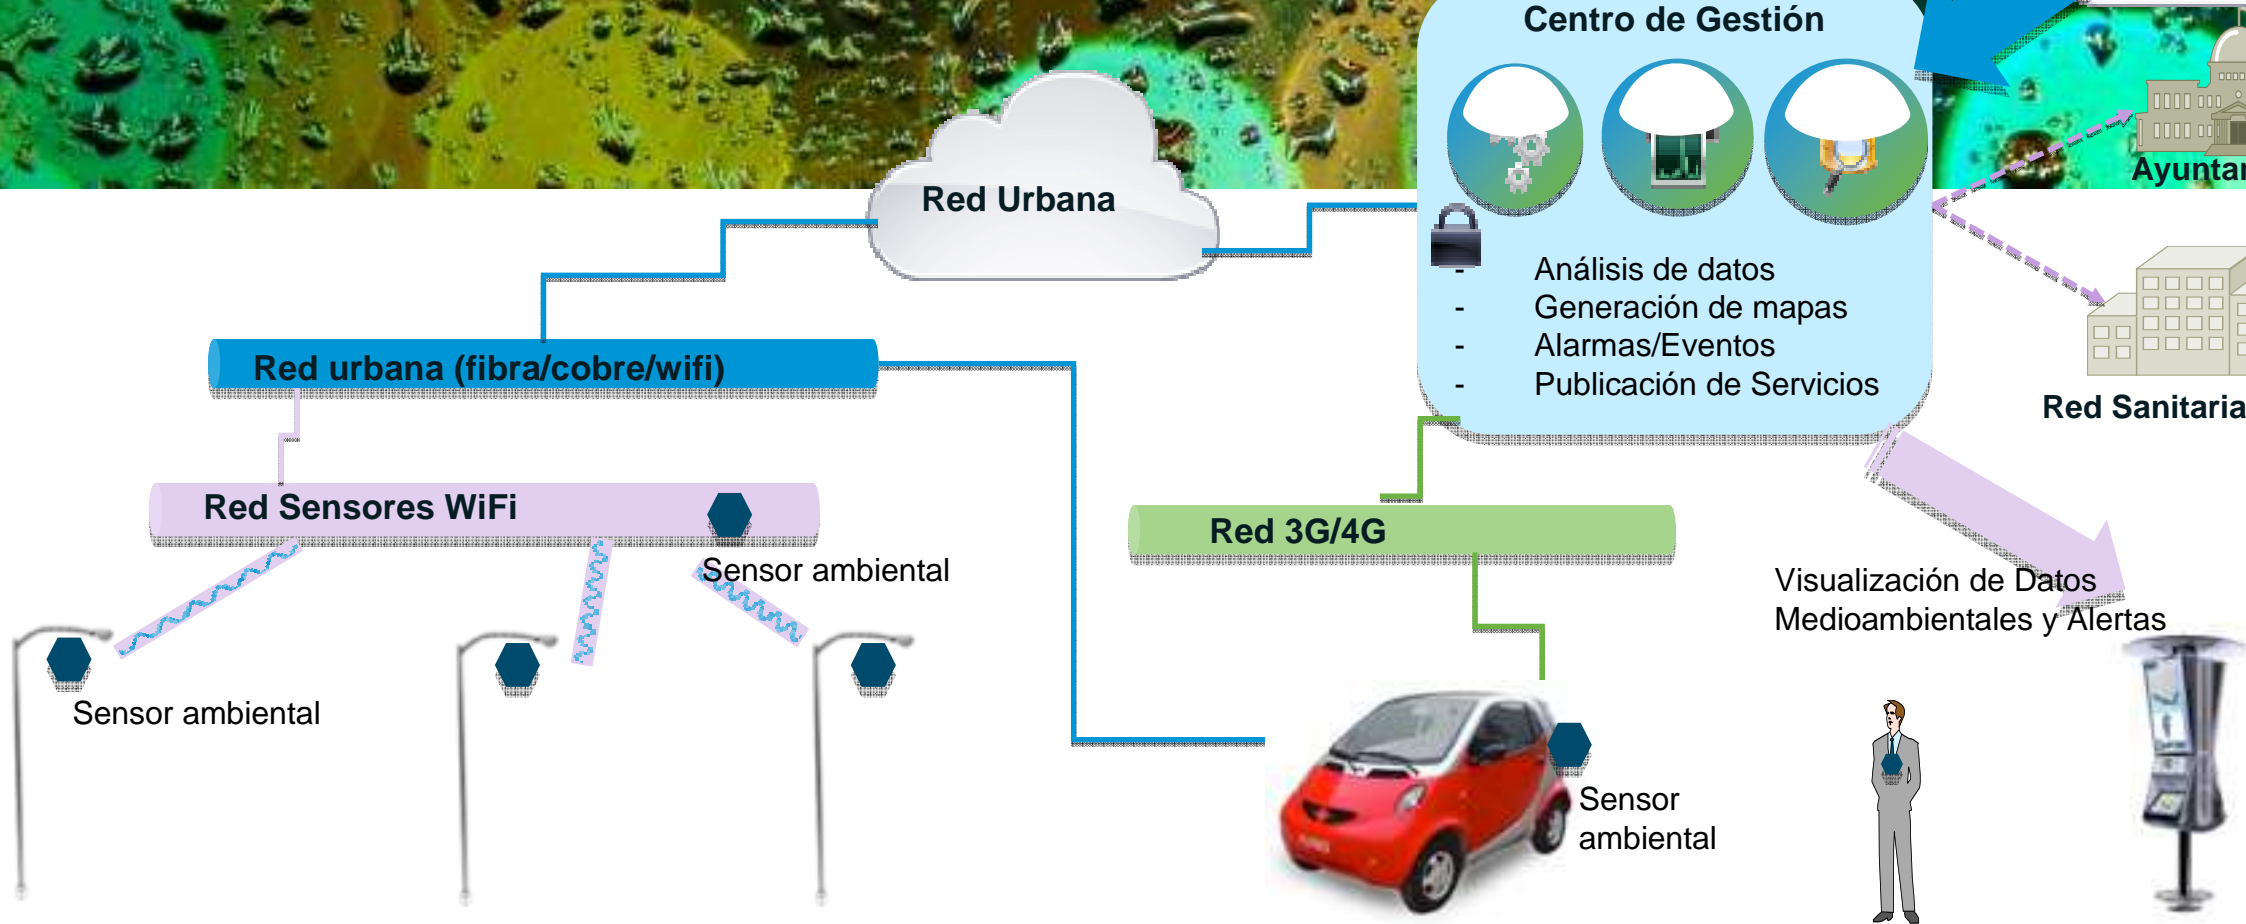 Centro de Gestión
Ayuntar
Red Urbana
- Análisis de datos
- Generación de mapas
- Alarmas/Eventos
- Publicación de Servicios
Red urbana (fibra/cobre/wifi)
Red Sanitaria
Red Sensores WiFi
Sensor ambiental
Red 3G/4G
Visualización de Datos
Medioambientales y Alertas
Sensor ambiental
Sensor
ambiental